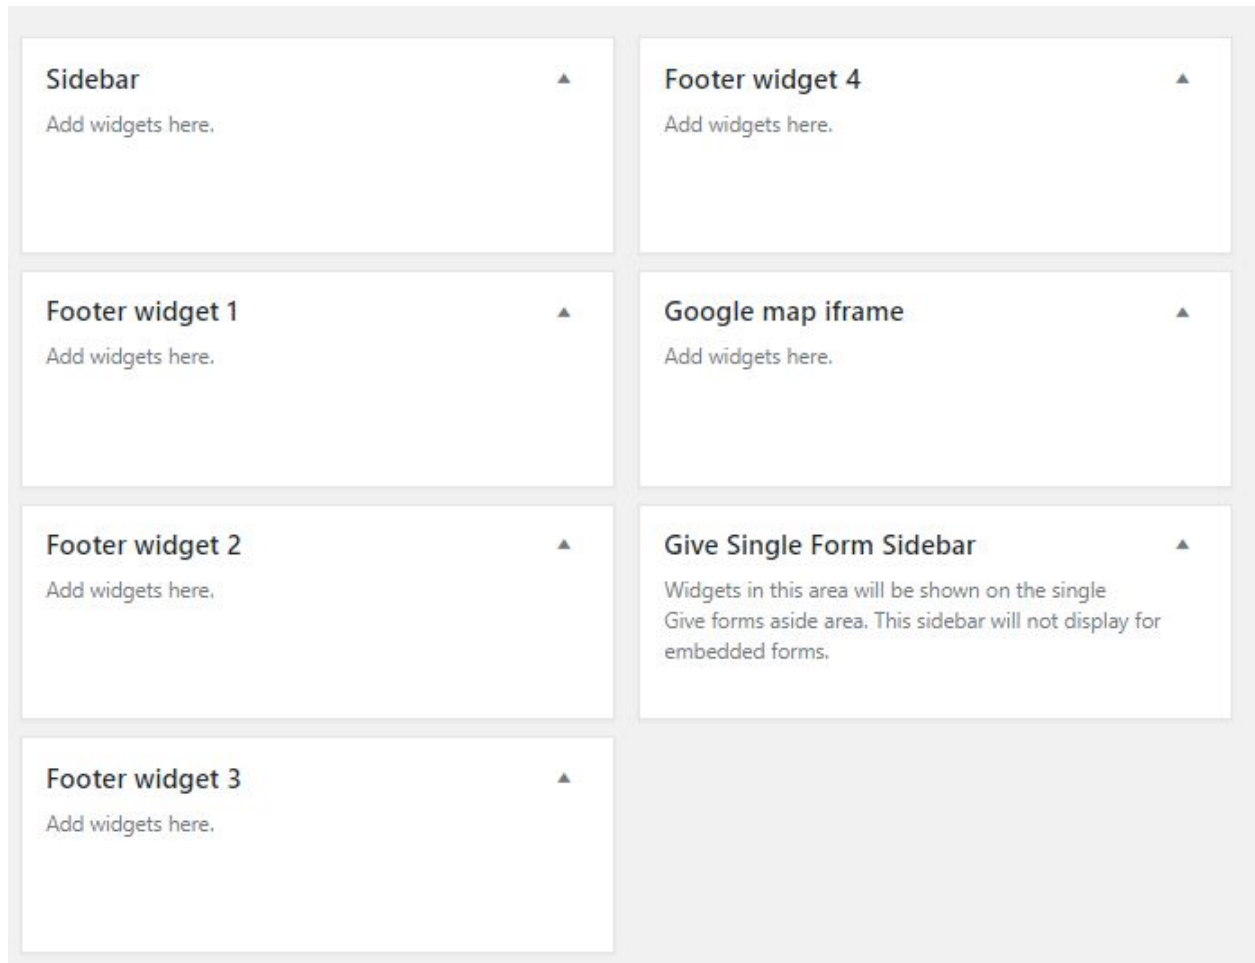 Sidebar
Add widgets here.
Footer widget 1
Add widgets here.
Footer widget 2
Add widgets here.
Footer widget 3
Add widgets here.
Footer widget 4
Add widgets here.
Google map iframe
Add widgets here.
Give Single Form Sidebar
Widgets in this area will be shown on the single
Give forms aside area. This sidebar will not display for
embedded forms.